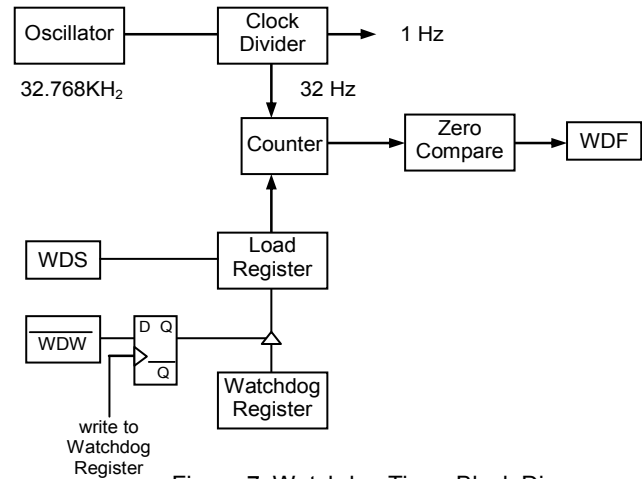 Oscillator
Clock
Divider
1 Hz
32.768KH₂
32 Hz
Counter
Zero
Compare
WDF
Load
Register
WDS
WDW
D Q
Q
Watchdog
Register
write to
Watchdog
Register